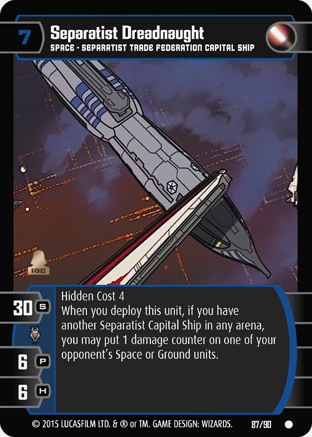 7
Separatist Dreadnaught
SPACE - SEPARATIST TRADE FEDERATION CAPITAL SHIP
IDC
30 S
6 P
6 H
Hidden Cost 4
When you deploy this unit, if you have
another Separatist Capital Ship in any arena,
you may put 1 damage counter on one of your
opponent's Space or Ground units.
© 2015 LUCASFILM LTD. & ® or TM. GAME DESIGN: WIZARDS. 87/90